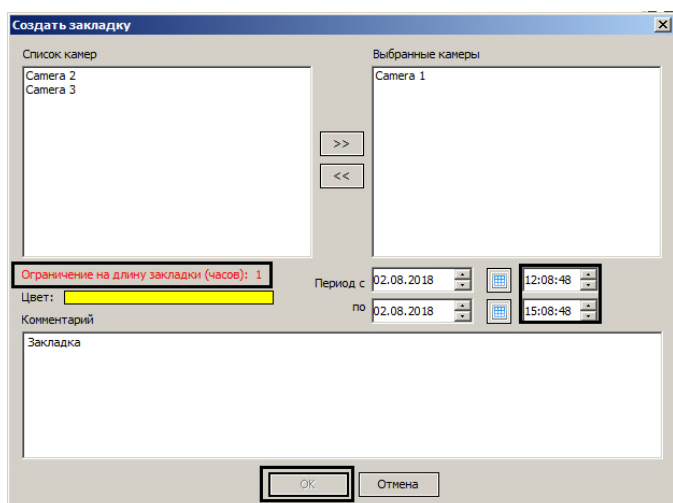 Создать закладку
Список камер
Выбранные камеры
Camera 2
Camera 3
Camera 1
>>
<<
Ограничение на длину закладки (часов): 1
Период с 02.08.2018 12:08:48
Цвет:
по 02.08.2018 15:08:48
Комментарий
Закладка
OK
Отмена